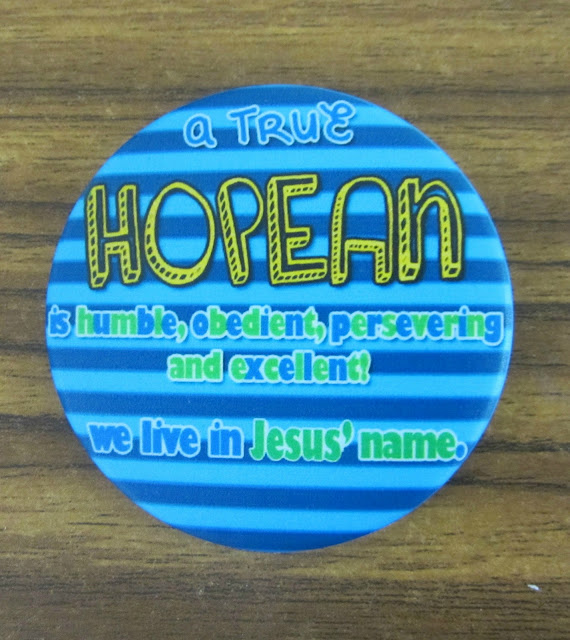 a TRUE
HOPEAN
is humble, obedient, persevering
and excellent!
we live in Jesus' name.